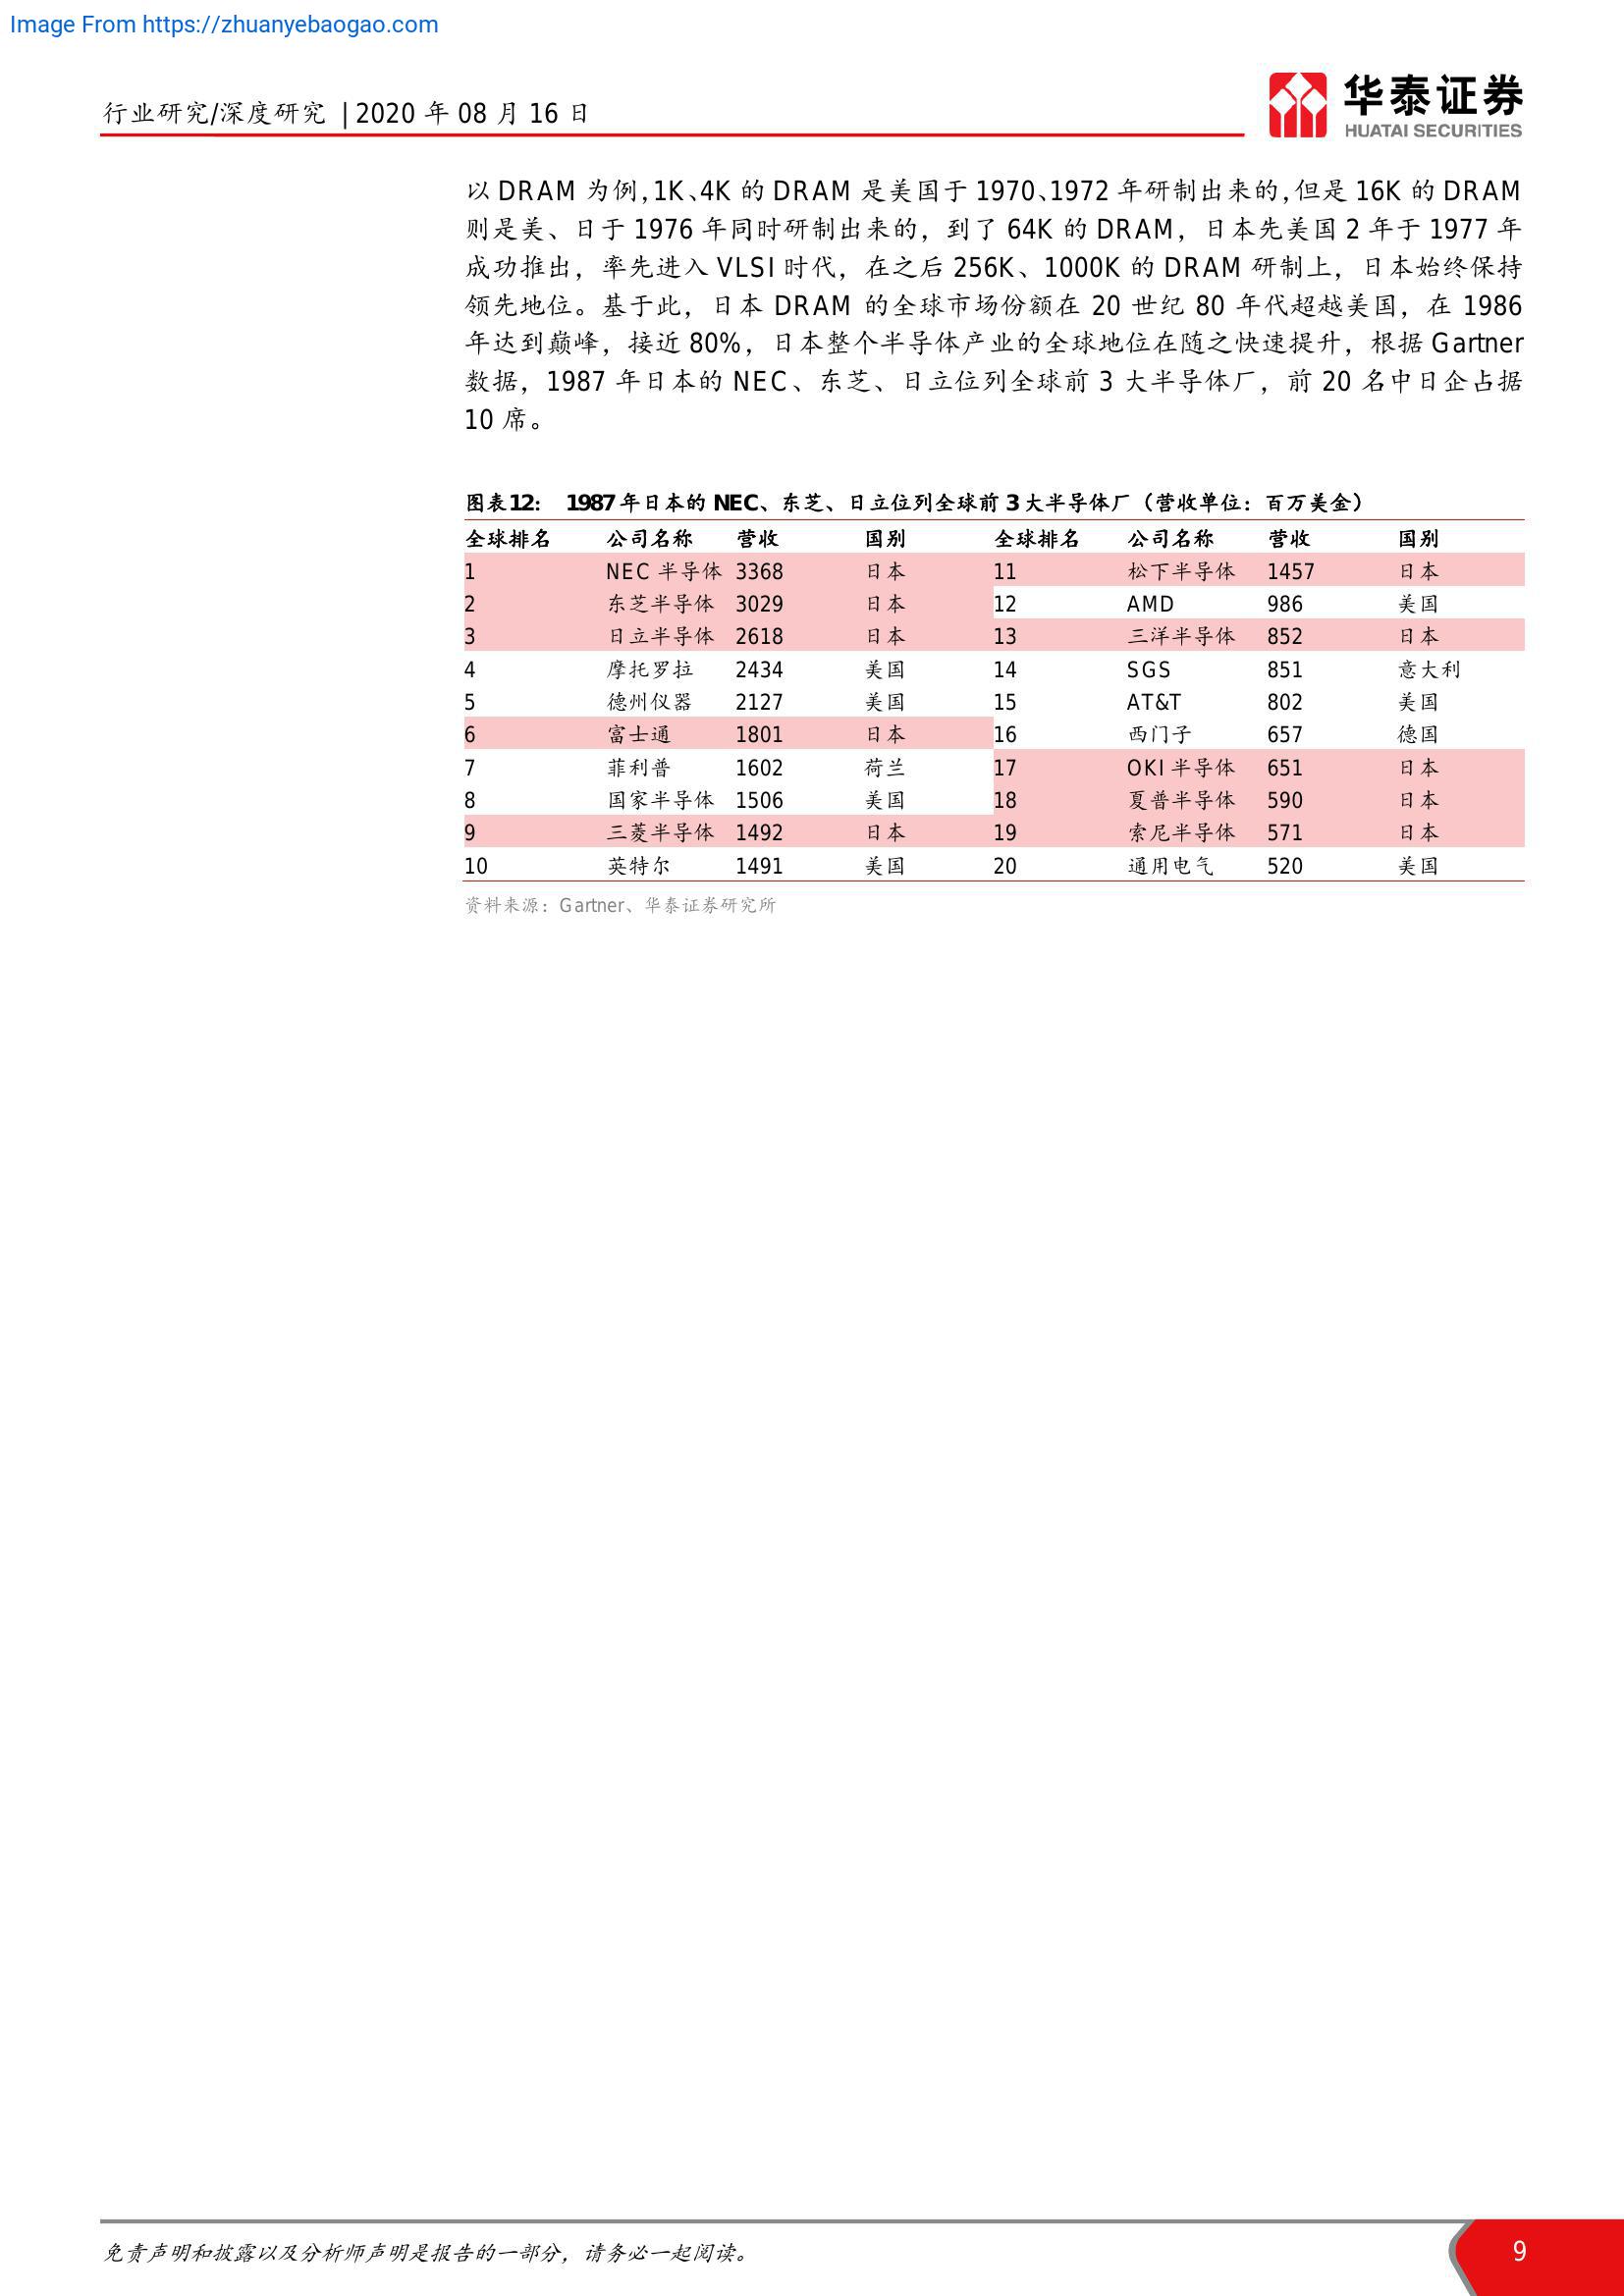 Image From https://zhuanyebaogao.com
行业研究/深度研究 | 2020 年 08 月 16 日
华泰证券
HUATAI SECURITIES
以 DRAM 为例，1K、4K 的 DRAM 是美国于 1970、1972 年研制出来的，但是 16K 的 DRAM
则是美、日于 1976 年同时研制出来的，到了 64K 的 DRAM，日本先美国 2 年于 1977 年
成功推出，率先进入 VLSI 时代，在之后 256K、1000K 的 DRAM 研制上，日本始终保持
领先地位。基于此，日本 DRAM 的全球市场份额在 20 世纪 80 年代超越美国，在 1986
年达到巅峰，接近 80%，日本整个半导体产业的全球地位在随之快速提升，根据 Gartner
数据，1987 年日本的 NEC、东芝、日立位列全球前 3 大半导体厂，前 20 名中日企占据
10 席。
图表12： 1987 年日本的 NEC、东芝、日立位列全球前 3 大半导体厂（营收单位：百万美金）
全球排名 公司名称 营收 国别 全球排名 公司名称 营收 国别
1 NEC 半导体 3368 日本 11 松下半导体 1457 日本
2 东芝半导体 3029 日本 12 AMD 986 美国
3 日立半导体 2618 日本 13 三洋半导体 852 日本
4 摩托罗拉 2434 美国 14 SGS 851 意大利
5 德州仪器 2127 美国 15 AT&T 802 美国
6 富士通 1801 日本 16 西门子 657 德国
7 菲利普 1602 荷兰 17 OKI 半导体 651 日本
8 国家半导体 1506 美国 18 夏普半导体 590 日本
9 三菱半导体 1492 日本 19 索尼半导体 571 日本
10 英特尔 1491 美国 20 通用电气 520 美国
资料来源：Gartner、华泰证券研究所
免责声明和披露以及分析师声明是报告的一部分，请务必一起阅读。
9